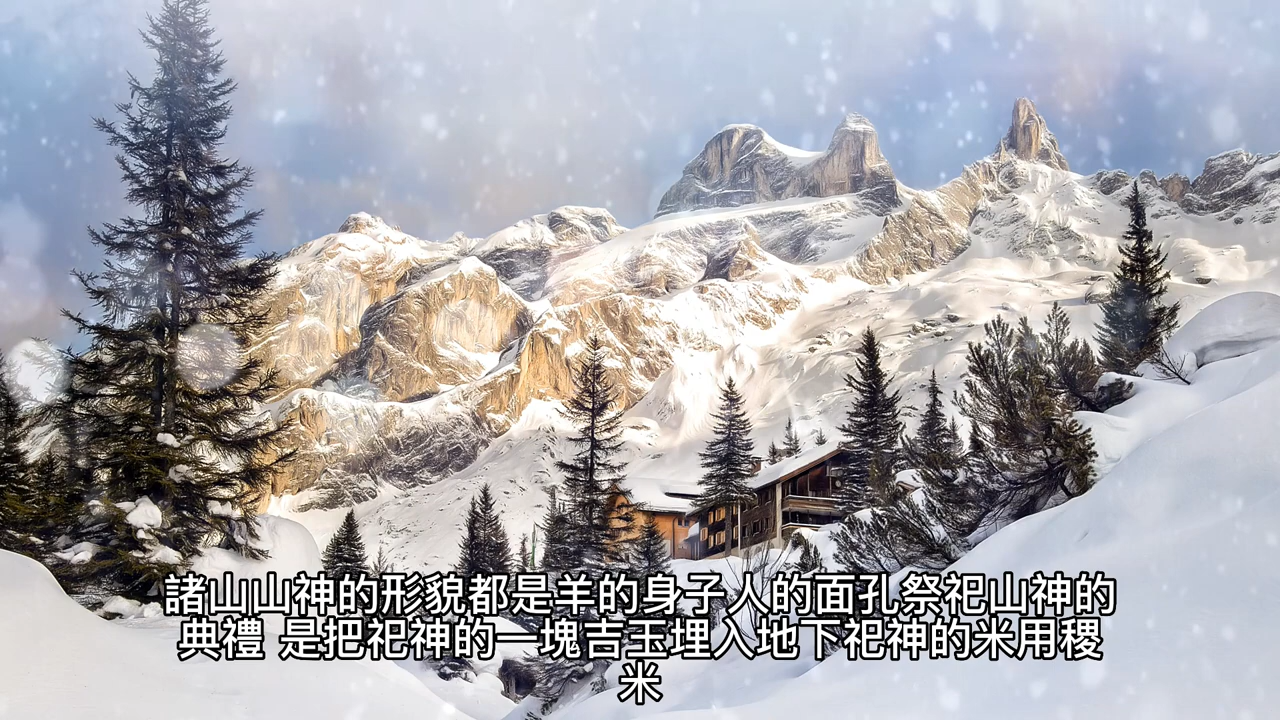 諸山山神的形貌都是羊的身子人的面孔祭祀山神的
典禮 是把祀神的一塊吉玉埋入地下祀神的米用稷
米